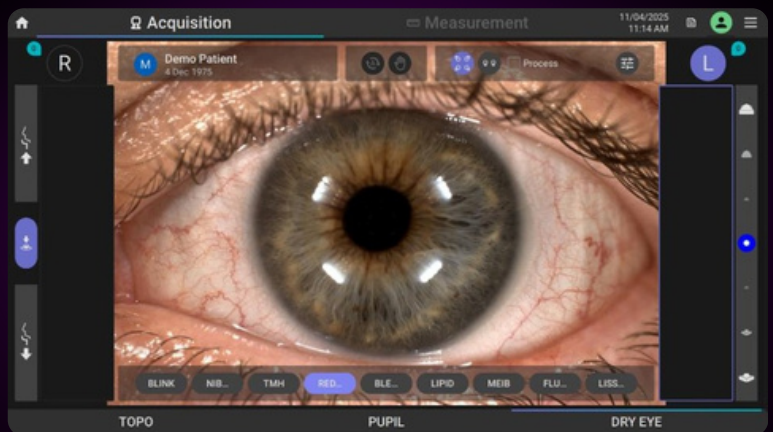 Acquisition
Measurement
11/04/2025
11:14 AM
R
M
Demo Patient
4 Dec 1975
Process
L
BLINK
NIB...
TMH
RED...
BLE...
LIPID
MEIB
FLU...
LISS...
TOPO
PUPIL
DRY EYE